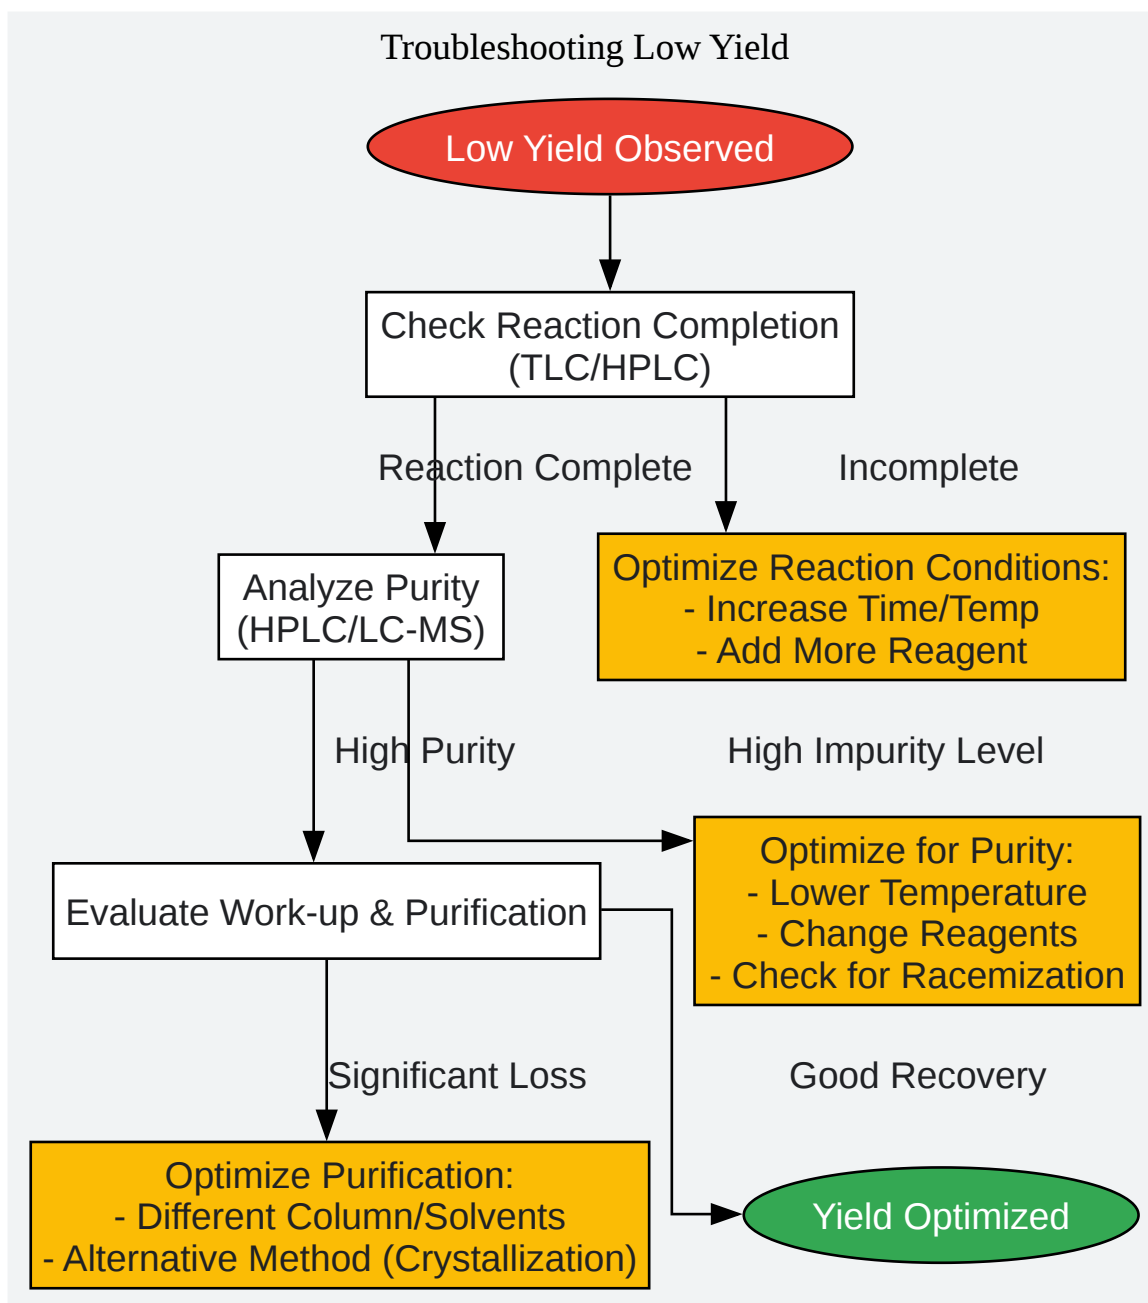 Troubleshooting Low Yield
Low Yield Observed
Check Reaction Completion
(TLC/HPLC)
Reaction Complete
Incomplete
Analyze Purity
(HPLC/LC-MS)
Optimize Reaction Conditions:
- Increase Time/Temp
- Add More Reagent
High Purity
High Impurity Level
Evaluate Work-up & Purification
Optimize for Purity:
- Lower Temperature
- Change Reagents
- Check for Racemization
Significant Loss
Good Recovery
Optimize Purification:
- Different Column/Solvents
- Alternative Method (Crystallization)
Yield Optimized